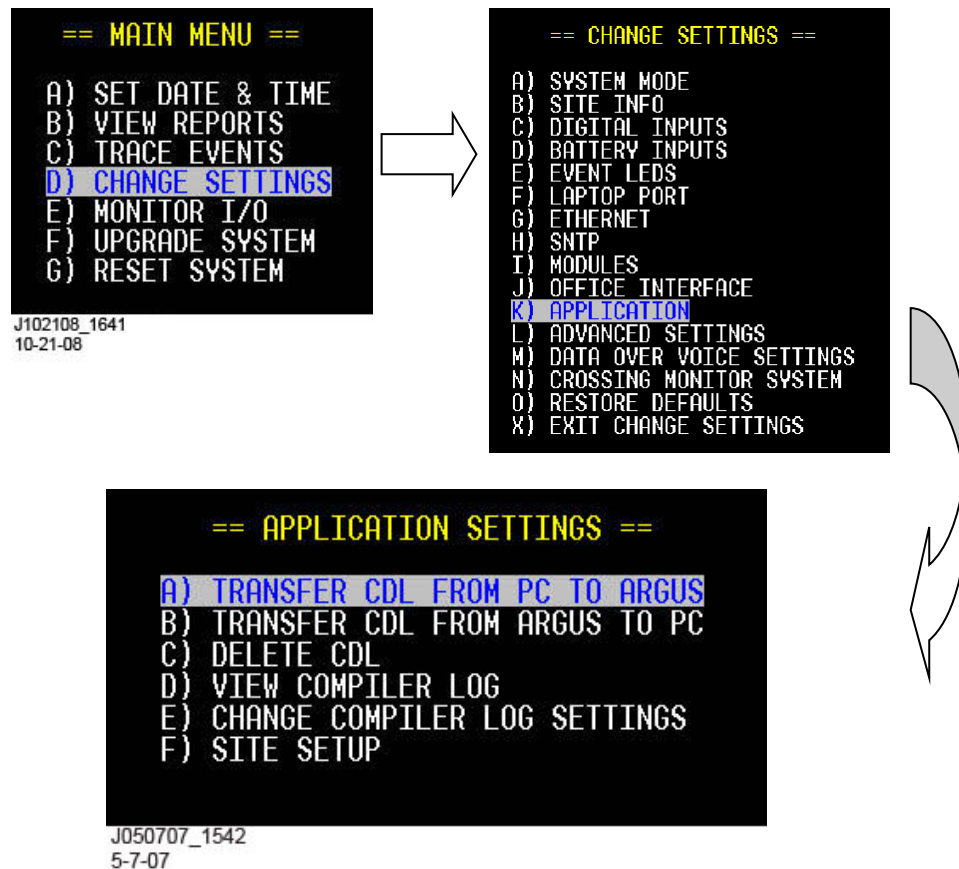 == MAIN MENU ==
A) SET DATE & TIME
B) VIEW REPORTS
C) TRACE EVENTS
D) CHANGE SETTINGS
E) MONITOR I/O
F) UPGRADE SYSTEM
G) RESET SYSTEM
J102108_1641
10-21-08
== CHANGE SETTINGS ==
A) SYSTEM MODE
B) SITE INFO
C) DIGITAL INPUTS
D) BATTERY INPUTS
E) EVENT LEDS
F) LAPTOP PORT
G) ETHERNET
H) SNTP
I) MODULES
J) OFFICE INTERFACE
K) APPLICATION
L) ADVANCED SETTINGS
M) DATA OVER VOICE SETTINGS
N) CROSSING MONITOR SYSTEM
O) RESTORE DEFAULTS
X) EXIT CHANGE SETTINGS
== APPLICATION SETTINGS ==
A) TRANSFER CDL FROM PC TO ARGUS
B) TRANSFER CDL FROM ARGUS TO PC
C) DELETE CDL
D) VIEW COMPILER LOG
E) CHANGE COMPILER LOG SETTINGS
F) SITE SETUP
J050707_1542
5-7-07